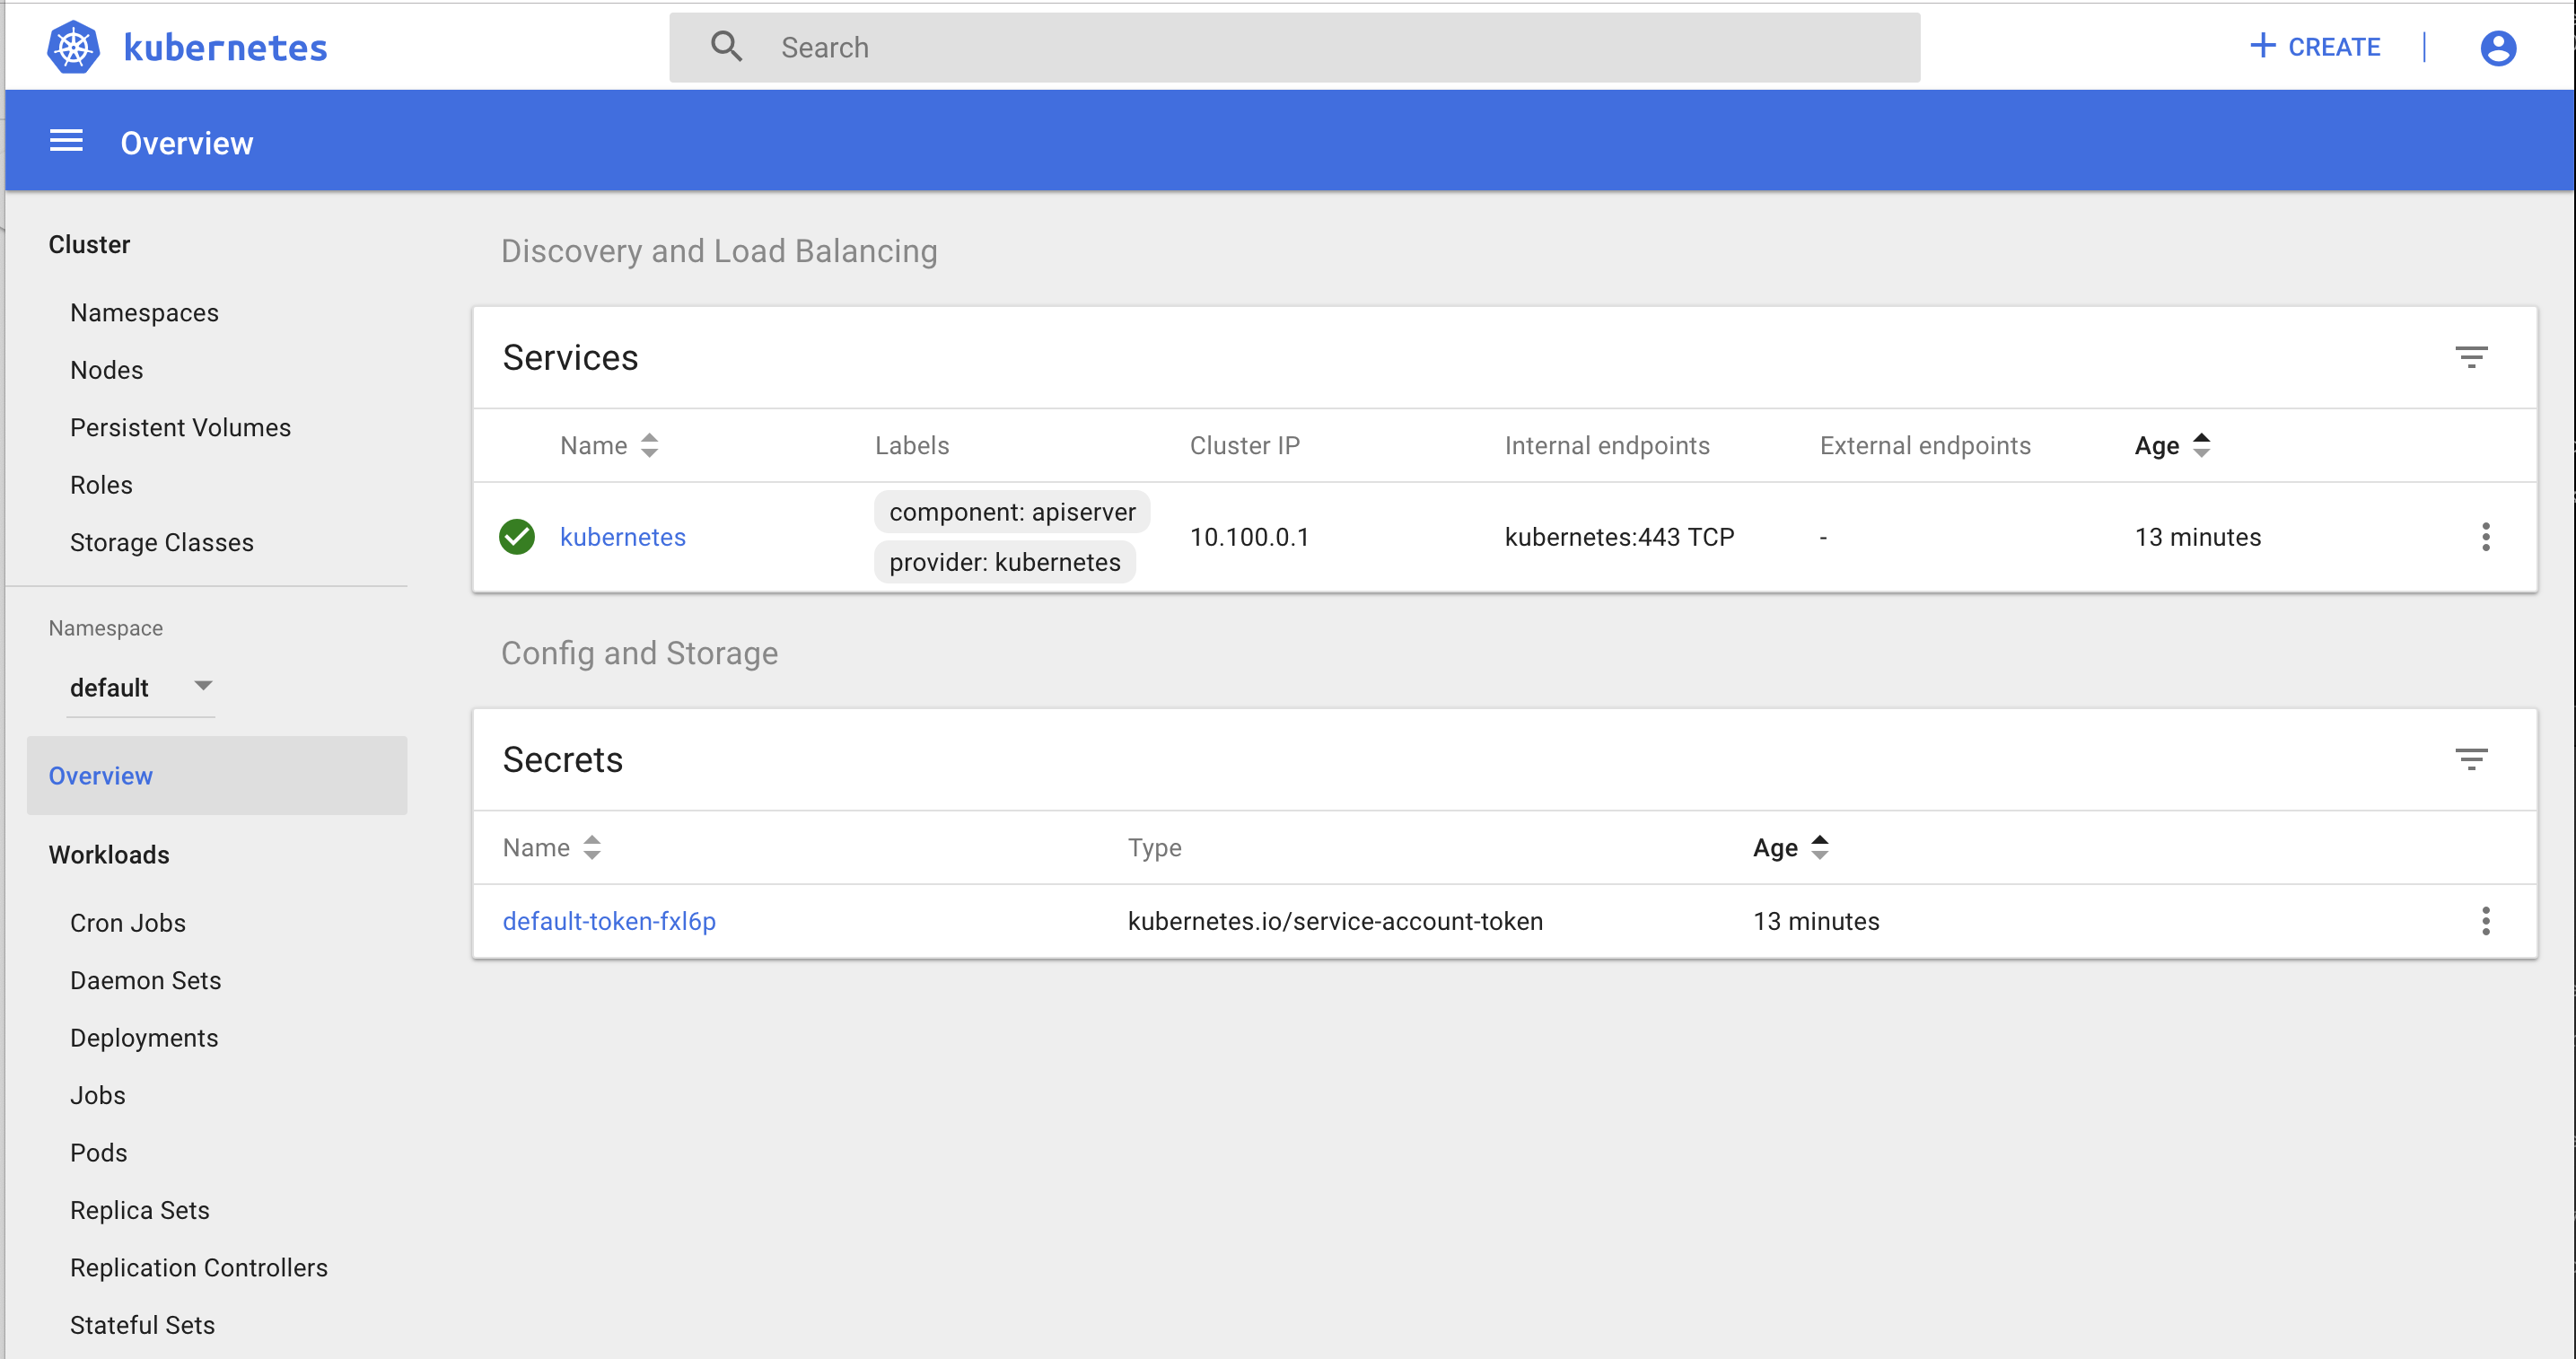 kubernetes
Search
CREATE
Overview
Cluster
Namespaces
Nodes
Persistent Volumes
Roles
Storage Classes
Namespace
default
Overview
Workloads
Cron Jobs
Daemon Sets
Deployments
Jobs
Pods
Replica Sets
Replication Controllers
Stateful Sets
Discovery and Load Balancing
Services
Name Labels Cluster IP Internal endpoints External endpoints Age
component: apiserver
kubernetes 10.100.0.1 kubernetes:443 TCP - 13 minutes
provider: kubernetes
Config and Storage
Secrets
Name Type Age
default-token-fxl6p kubernetes.io/service-account-token 13 minutes